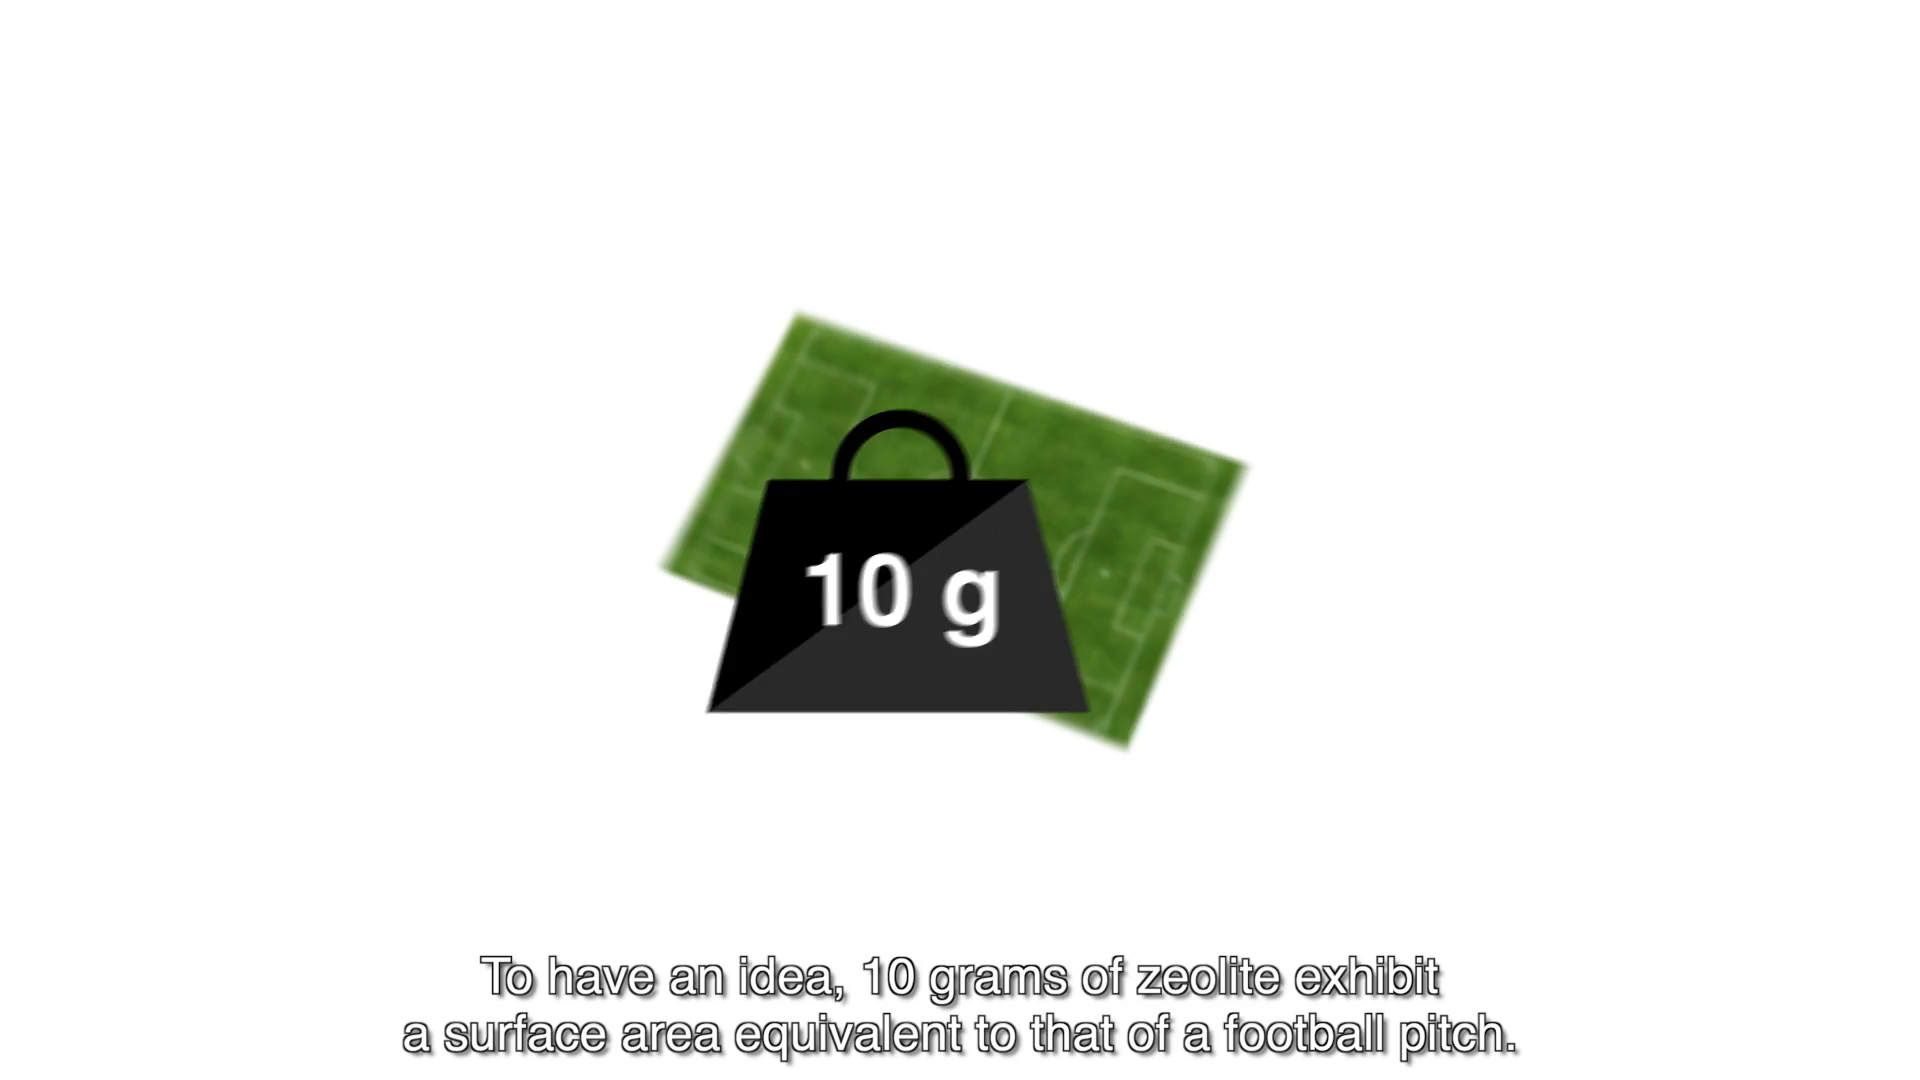 10 g
To have an idea, 10 grams of zeolite exhibit
a surface area equivalent to that of a football pitch.